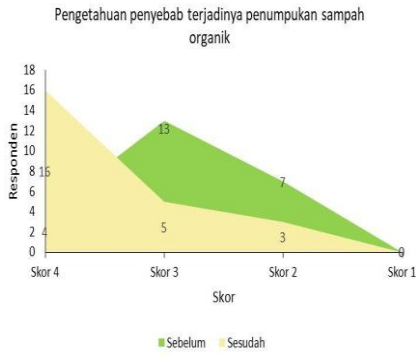 Pengetahuan penyebab terjadinya penumpukan sampah
organik
18
16
14
12
10
8
6
4
2
0
Responden
16
4
13
5
7
3
0
Skor 4
Skor 3
Skor 2
Skor 1
Skor
Sebelum
Sesudah